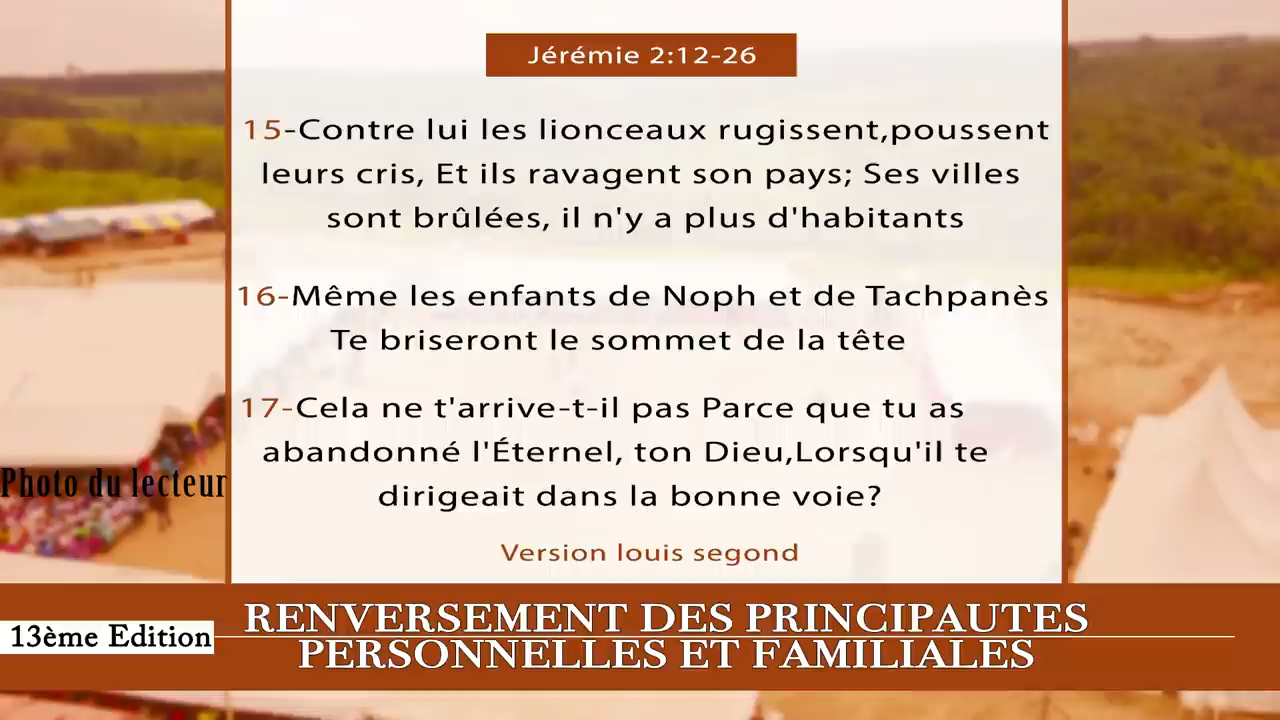 Jérémie 2:12-26
15-Contre lui les lionceaux rugissent,poussent
leurs cris, Et ils ravagent son pays; Ses villes
sont brûlées, il n'y a plus d'habitants
16-Même les enfants de Noph et de Tachpanès
Te briseront le sommet de la tête
17-Cela ne t'arrive-t-il pas Parce que tu as
abandonné l'Éternel, ton Dieu,Lorsqu'il te
dirigeait dans la bonne voie?
Version louis segond
Photo du lecteur
13ème Edition
RENVERSEMENT DES PRINCIPAUTES
PERSONNELLES ET FAMILIALES